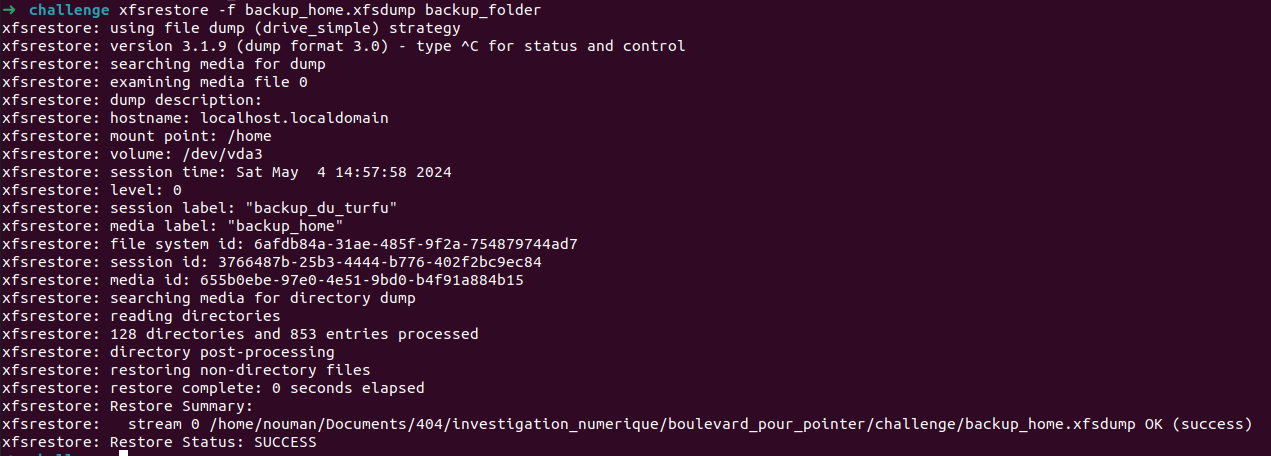 ➜ challenge xfsrestore -f backup_home.xfsdump backup_folder
xfsrestore: using file dump (drive_simple) strategy
xfsrestore: version 3.1.9 (dump format 3.0) - type ^C for status and control
xfsrestore: searching media for dump
xfsrestore: examining media file 0
xfsrestore: dump description:
xfsrestore: hostname: localhost.localdomain
xfsrestore: mount point: /home
xfsrestore: volume: /dev/vda3
xfsrestore: session time: Sat May  4 14:57:58 2024
xfsrestore: level: 0
xfsrestore: session label: "backup_du_turfu"
xfsrestore: media label: "backup_home"
xfsrestore: file system id: 6afdb84a-31ae-485f-9f2a-754879744ad7
xfsrestore: session id: 3766487b-25b3-4444-b776-402f2bc9ec84
xfsrestore: media id: 655b0ebe-97e0-4e51-9bd0-b4f91a884b15
xfsrestore: searching media for directory dump
xfsrestore: reading directories
xfsrestore: 128 directories and 853 entries processed
xfsrestore: directory post-processing
xfsrestore: restoring non-directory files
xfsrestore: restore complete: 0 seconds elapsed
xfsrestore: Restore Summary:
xfsrestore:   stream 0 /home/nouman/Documents/404/investigation_numerique/boulevard_pour_pointer/challenge/backup_home.xfsdump OK (success)
xfsrestore: Restore Status: SUCCESS